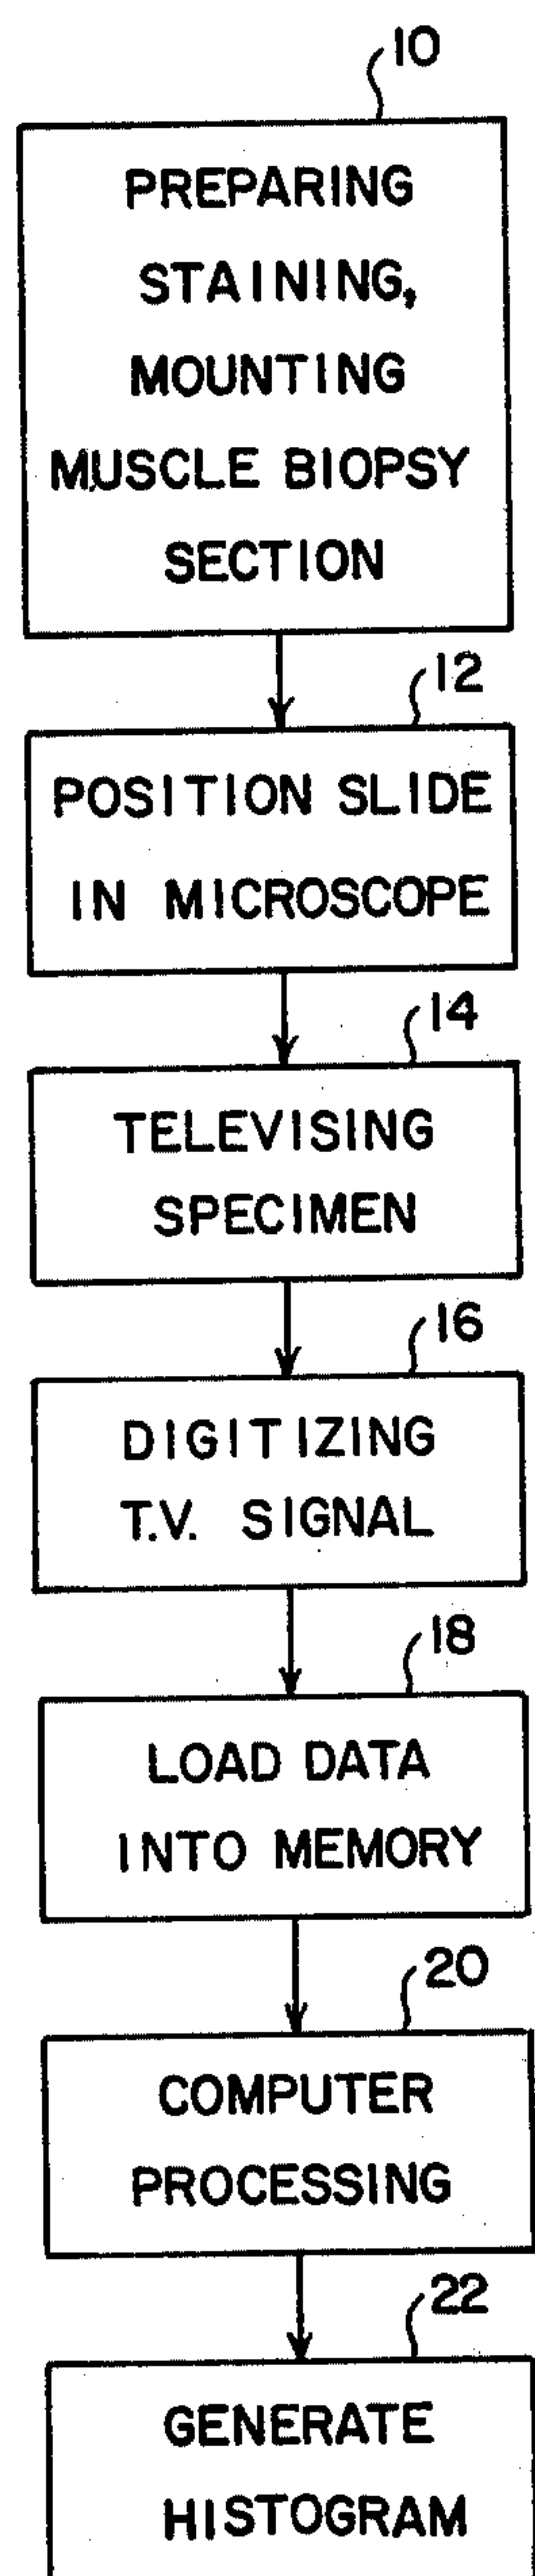 10
PREPARING
STAINING,
MOUNTING
MUSCLE BIOPSY
SECTION
12
POSITION SLIDE
IN MICROSCOPE
14
TELEVISING
SPECIMEN
16
DIGITIZING
T.V. SIGNAL
18
LOAD DATA
INTO MEMORY
20
COMPUTER
PROCESSING
22
GENERATE
HISTOGRAM